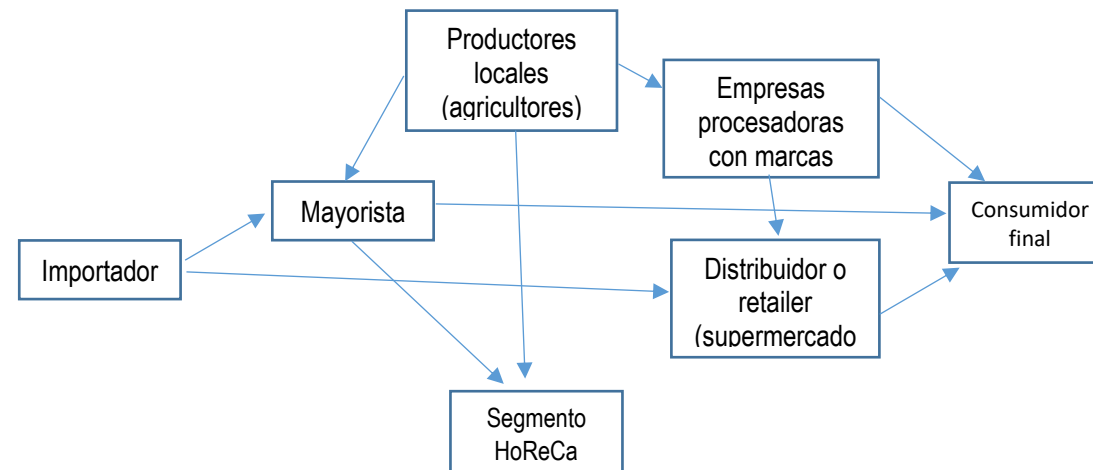 Productores
locales
(agricultores)
Empresas
procesadoras
con marcas
Mayorista
Consumidor
final
Importador
Distribuidor o
retailer
(supermercado
Segmento
HoReCa